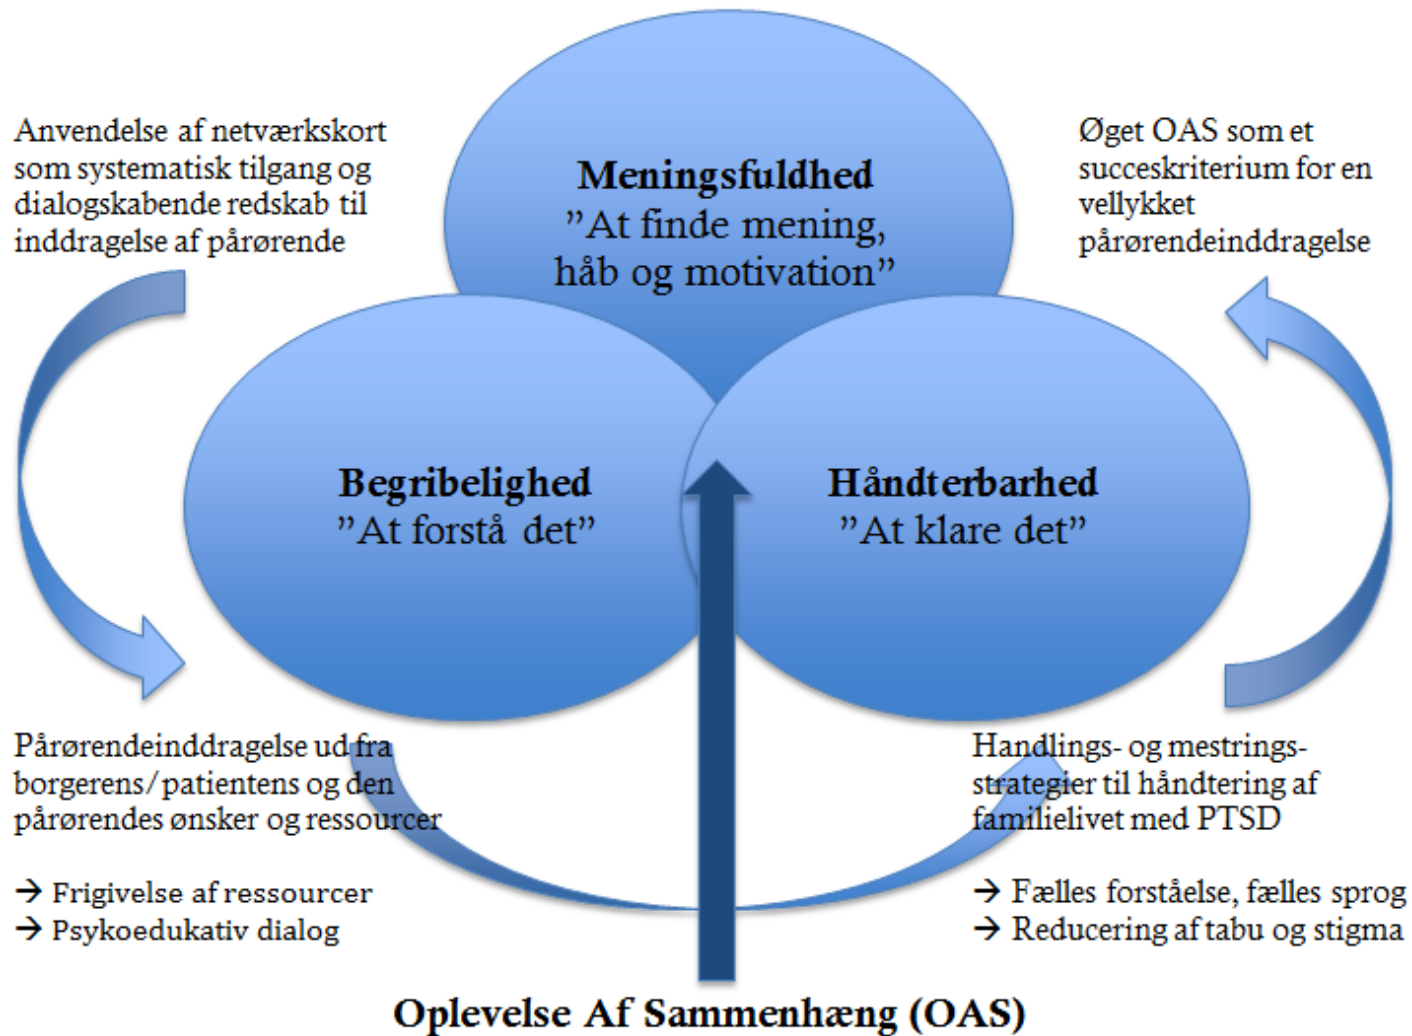 Anvendelse af netværkskort
som systematisk tilgang og
dialogskabende redskab til
inddragelse af pårørende
Meningsfuldhed
”At finde mening,
håb og motivation”
Øget OAS som et
succeskriterium for en
vellykket
pårørendeinddragelse
Begribelighed
”At forstå det”
Håndterbarhed
”At klare det”
Pårørendeinddragelse ud fra
borgerens/patientens og den
pårørendes ønsker og ressourcer
→ Frigivelse af ressourcer
→ Psykoedukativ dialog
Handlings- og mestrings-
strategier til håndtering af
familielivet med PTSD
→ Fælles forståelse, fælles sprog
→ Reducering af tabu og stigma
Oplevelse Af Sammenhæng (OAS)